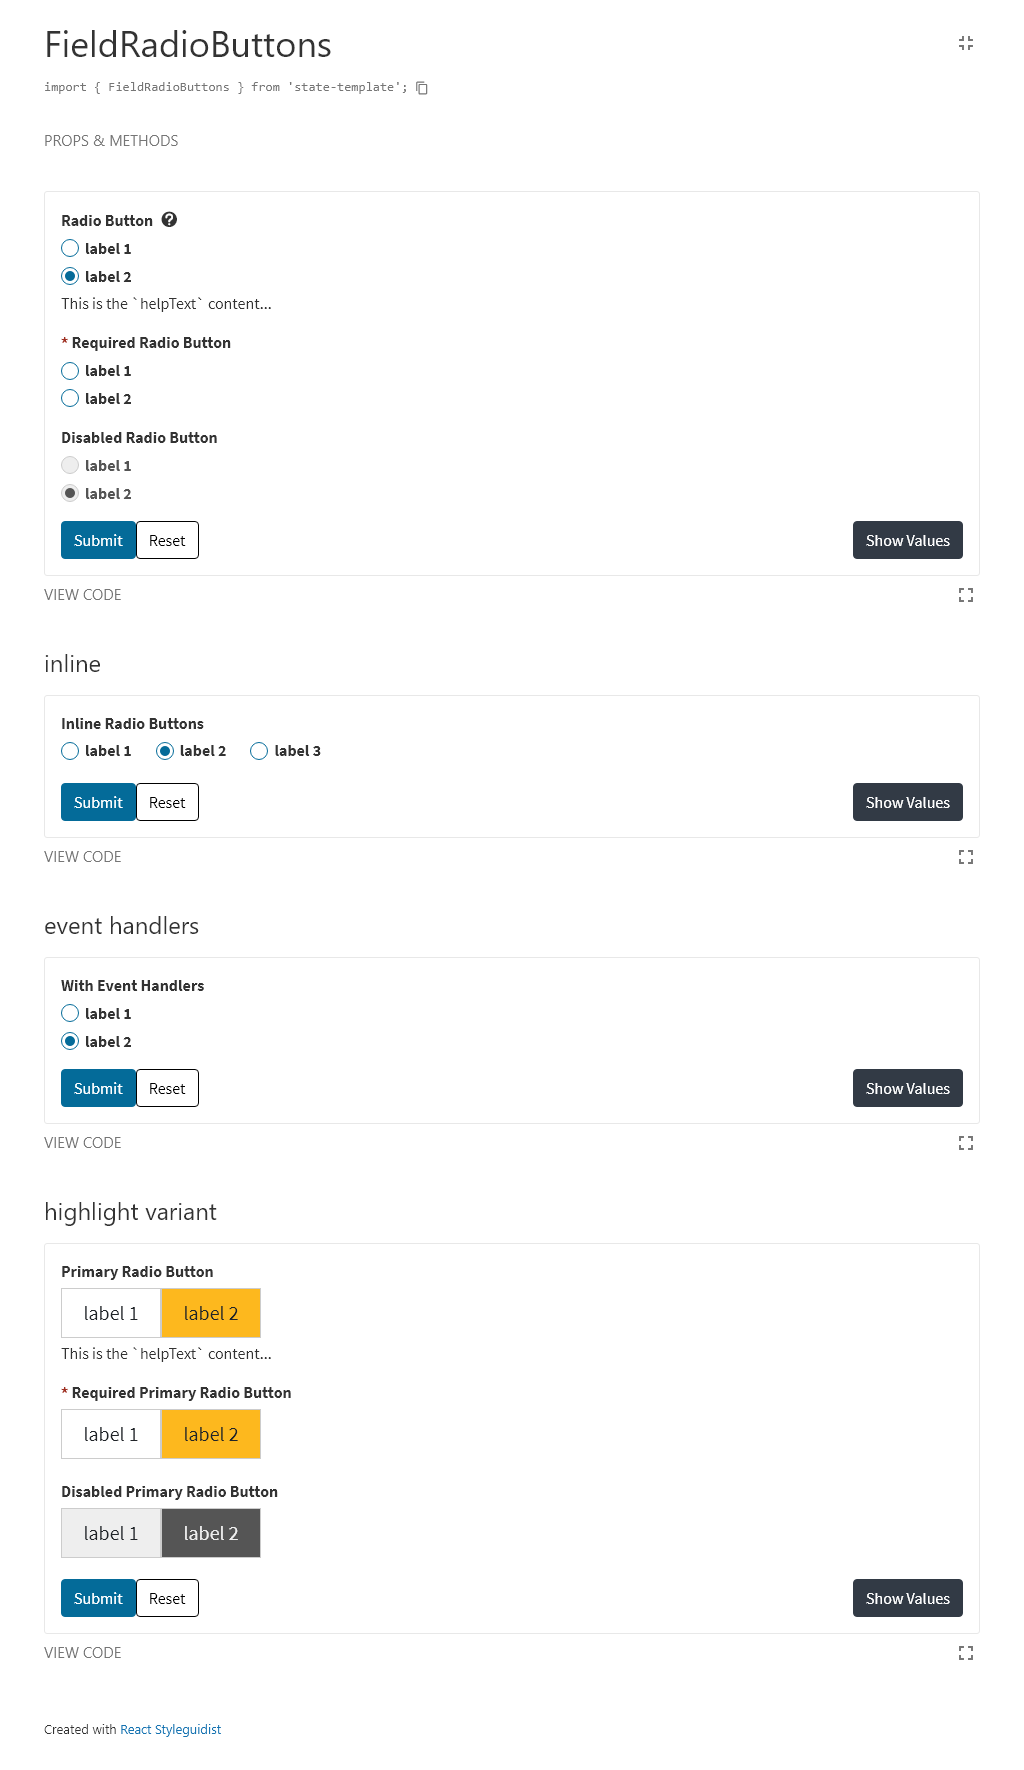 FieldRadioButtons
import { FieldRadioButtons } from 'state-template';
PROPS & METHODS
Radio Button
label 1
label 2
This is the `helpText` content...
* Required Radio Button
label 1
label 2
Disabled Radio Button
label 1
label 2
Submit Reset Show Values
VIEW CODE
inline
Inline Radio Buttons
label 1 label 2 label 3
Submit Reset Show Values
VIEW CODE
event handlers
With Event Handlers
label 1
label 2
Submit Reset Show Values
VIEW CODE
highlight variant
Primary Radio Button
label 1 label 2
This is the `helpText` content...
* Required Primary Radio Button
label 1 label 2
Disabled Primary Radio Button
label 1 label 2
Submit Reset Show Values
VIEW CODE
Created with React Styleguidist